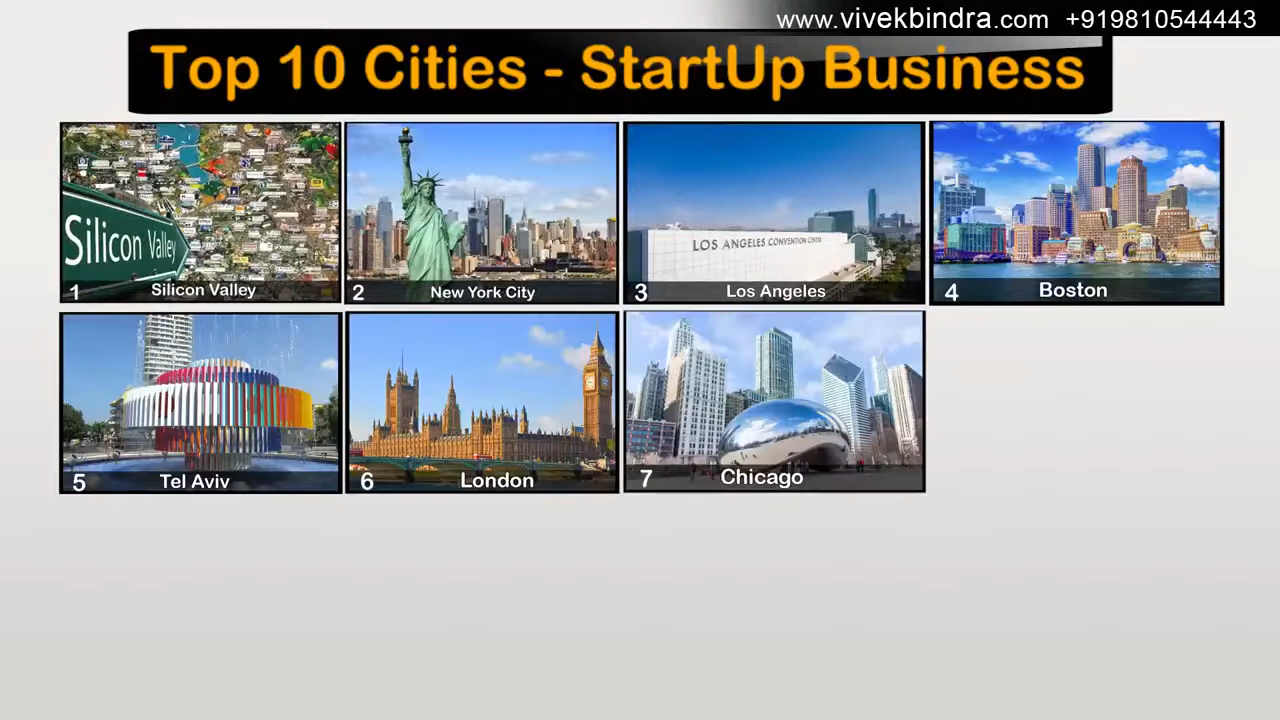 www.vivekbindra.com +919810544443
Top 10 Cities - StartUp Business
Silicon Valley
1 Silicon Valley
2 New York City
LOS ANGELES CONVENTION CENTER
3 Los Angeles
4 Boston
5 Tel Aviv
6 London
7 Chicago